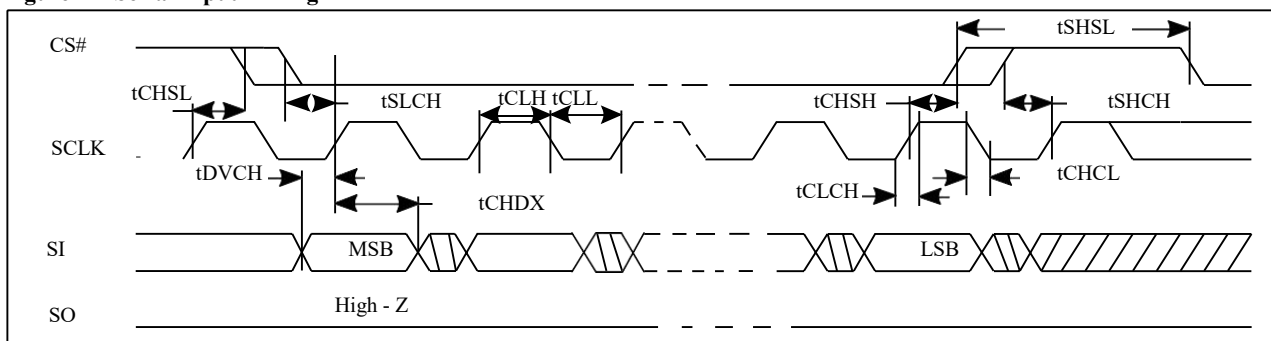 CS#
tSHSL
tCHSL
tSLCH
tCLH
tCLL
tCHSH
tSHCH
SCLK
tDVCH
tCHDX
tCLCH
tCHCL
SI
MSB
LSB
High - Z
SO